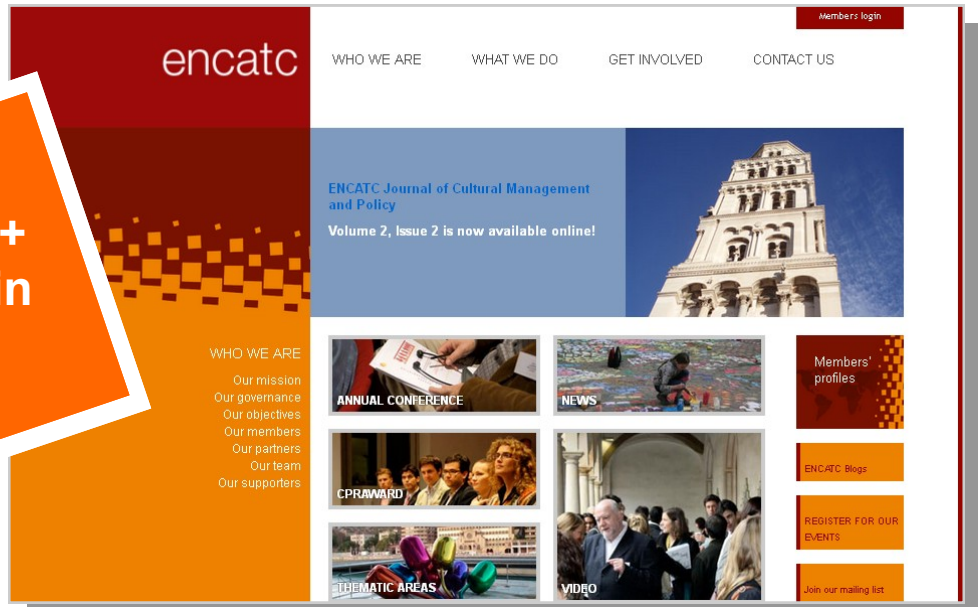 Members login
encatc
WHO WE ARE
WHAT WE DO
GET INVOLVED
CONTACT US
ENCATC Journal of Cultural Management
and Policy
Volume 2, Issue 2 is now available online!
+
in
WHO WE ARE
Our mission
Our governance
Our objectives
Our members
Our partners
Our team
Our supporters
ANNUAL CONFERENCE
NEWS
CPRAWARD
THEMATIC AREAS
VIDEO
Members'
profiles
ENCATC Blogs
REGISTER FOR OUR
EVENTS
Join our mailing list